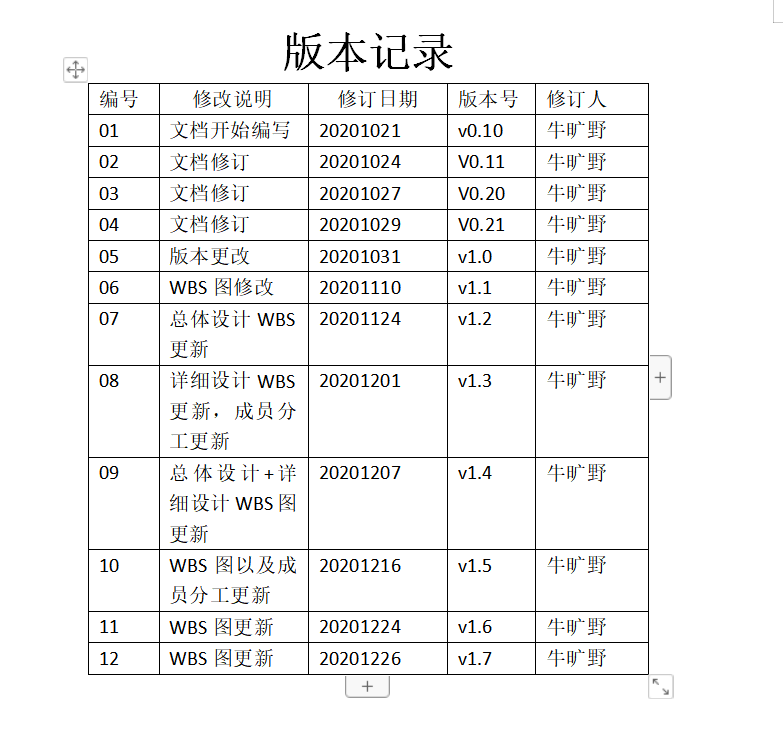 版本记录
编号 修改说明 修订日期 版本号 修订人
01 文档开始编写 20201021 v0.10 牛旷野
02 文档修订 20201024 V0.11 牛旷野
03 文档修订 20201027 V0.20 牛旷野
04 文档修订 20201029 V0.21 牛旷野
05 版本更改 20201031 v1.0 牛旷野
06 WBS 图修改 20201110 v1.1 牛旷野
07 总体设计 WBS 20201124 v1.2 牛旷野
更新
08 详细设计 WBS 20201201 v1.3 牛旷野
更新，成员分
工更新
09 总体设计+详 20201207 v1.4 牛旷野
细设计 WBS 图
更新
10 WBS 图以及成 20201216 v1.5 牛旷野
员分工更新
11 WBS 图更新 20201224 v1.6 牛旷野
12 WBS 图更新 20201226 v1.7 牛旷野